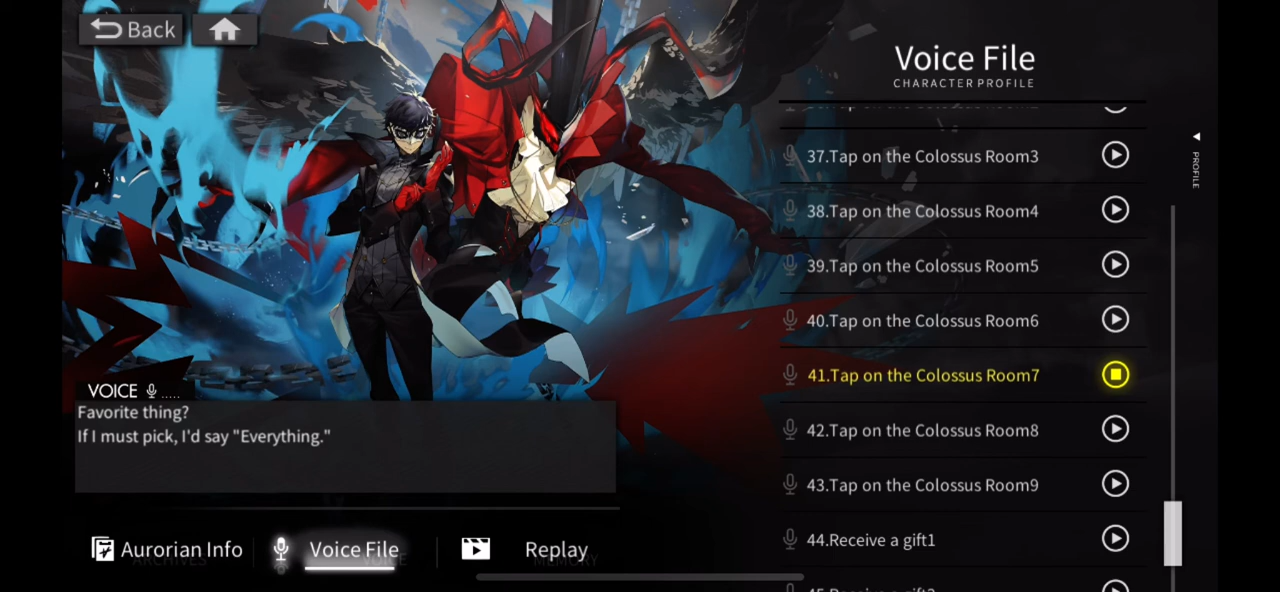 Back
Voice File
CHARACTER PROFILE
37.Tap on the Colossus Room3
38.Tap on the Colossus Room4
39.Tap on the Colossus Room5
40.Tap on the Colossus Room6
41.Tap on the Colossus Room7
42.Tap on the Colossus Room8
43.Tap on the Colossus Room9
44.Receive a gift1
PROFILE
VOICE .....
Favorite thing?
If I must pick, I'd say "Everything."
Aurorian Info
ARCHIVES
Voice File
VOICE
Replay
MEMORY